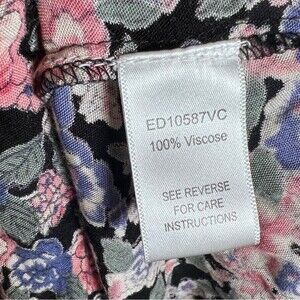 ED10587VC
100% Viscose
SEE REVERSE
FOR CARE
INSTRUCTIONS